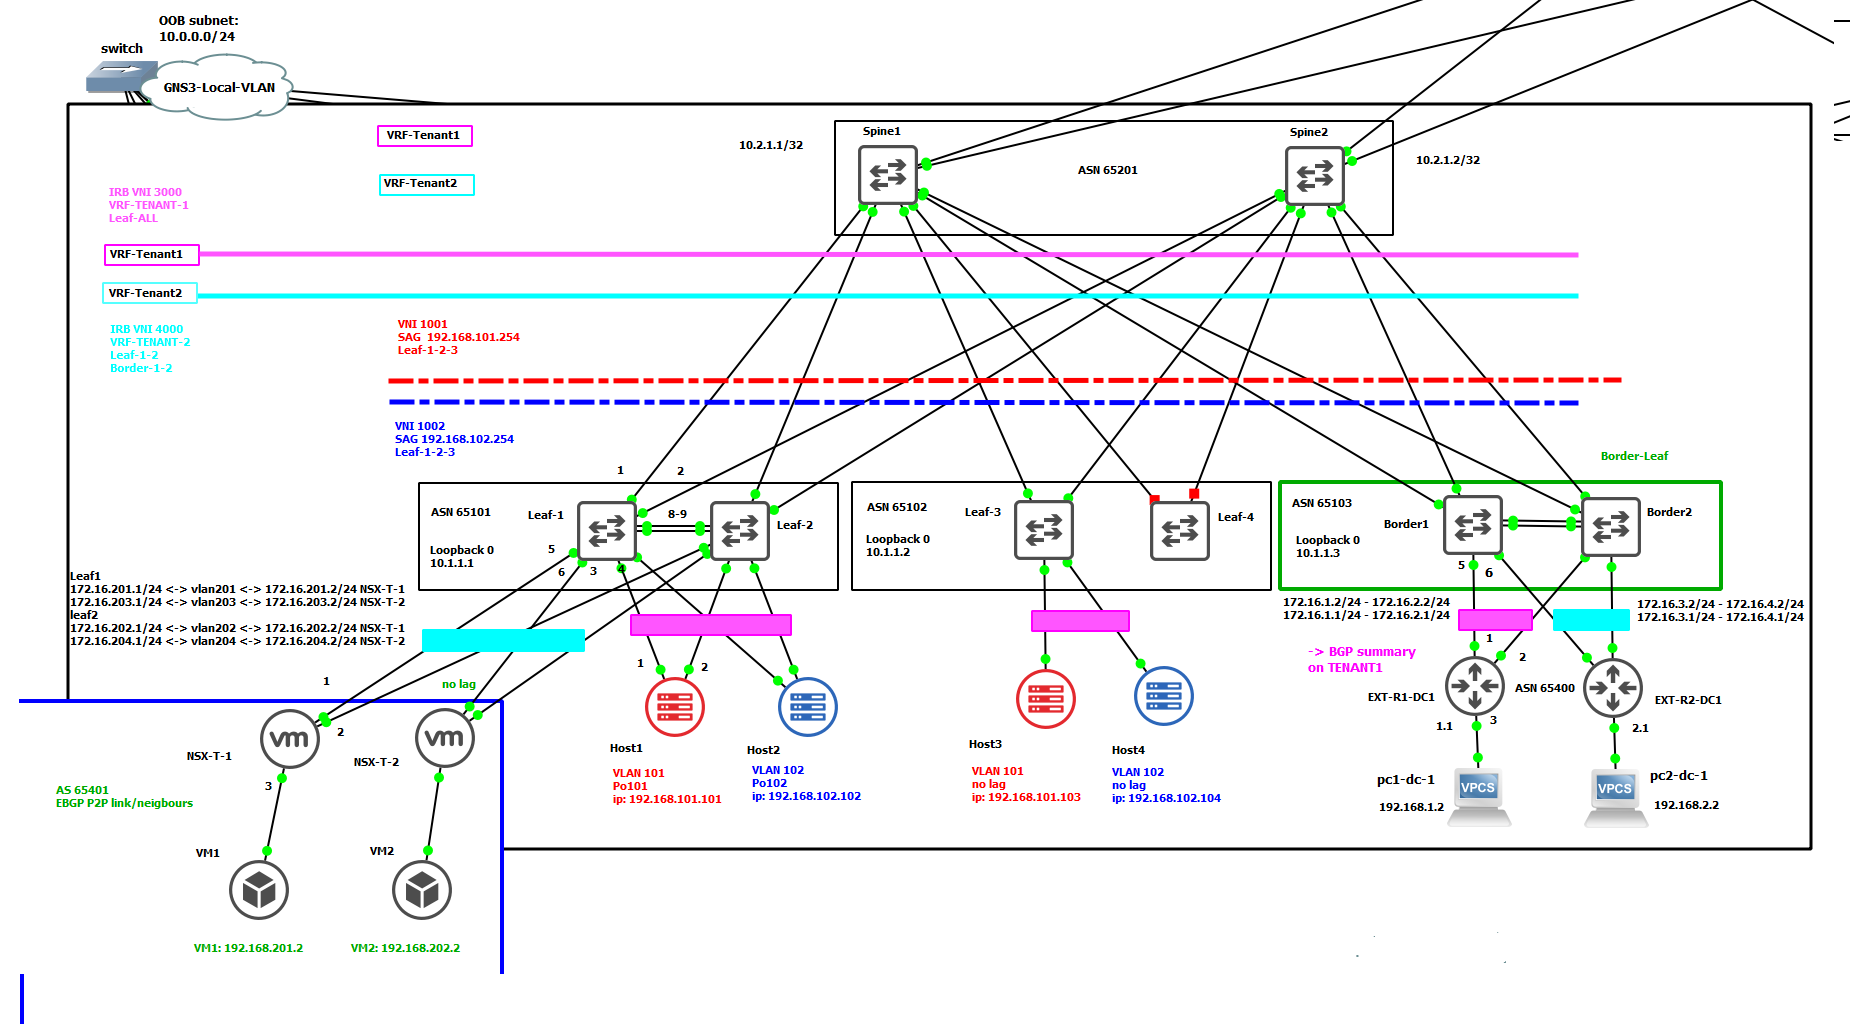 OOB subnet:
10.0.0.0/24
switch
GNS3-Local-VLAN
VRF-Tenant1
VRF-Tenant2
10.2.1.1/32
Spine1
ASN 65201
Spine2
10.2.1.2/32
IRB VNI 3000
VRF-TENANT-1
Leaf-ALL
VRF-Tenant1
VRF-Tenant2
IRB VNI 4000
VRF-TENANT-2
Leaf-1-2
Border-1-2
VNI 1001
SAG  192.168.101.254
Leaf-1-2-3
VNI 1002
SAG 192.168.102.254
Leaf-1-2-3
1
2
Border-Leaf
ASN 65101
Leaf-1
8-9
Leaf-2
Loopback 0
10.1.1.1
5
6
3
4
ASN 65102
Leaf-3
Leaf-4
Loopback 0
10.1.1.2
ASN 65103
Border1
Border2
Loopback 0
10.1.1.3
5
6
Leaf1
172.16.201.1/24 <-> vlan201 <-> 172.16.201.2/24 NSX-T-1
172.16.203.1/24 <-> vlan203 <-> 172.16.203.2/24 NSX-T-2
leaf2
172.16.202.1/24 <-> vlan202 <-> 172.16.202.2/24 NSX-T-1
172.16.204.1/24 <-> vlan204 <-> 172.16.204.2/24 NSX-T-2
172.16.1.2/24 - 172.16.2.2/24
172.16.1.1/24 - 172.16.2.1/24
172.16.3.2/24 - 172.16.4.2/24
172.16.3.1/24 - 172.16.4.1/24
1
2
-> BGP summary
on TENANT1
1
2
no lag
1
2
EXT-R1-DC1
ASN 65400
EXT-R2-DC1
1.1
3
2.1
vm
vm
NSX-T-1
NSX-T-2
3
Host1
VLAN 101
Po101
ip: 192.168.101.101
Host2
VLAN 102
Po102
ip: 192.168.102.102
Host3
VLAN 101
no lag
ip: 192.168.101.103
Host4
VLAN 102
no lag
ip: 192.168.102.104
pc1-dc-1
VPCS
192.168.1.2
pc2-dc-1
VPCS
192.168.2.2
AS 65401
EBGP P2P link/neigbours
VM1
VM2
VM1: 192.168.201.2
VM2: 192.168.202.2